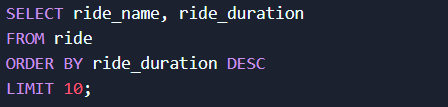 SELECT ride_name, ride_duration
FROM ride
ORDER BY ride_duration DESC
LIMIT 10;